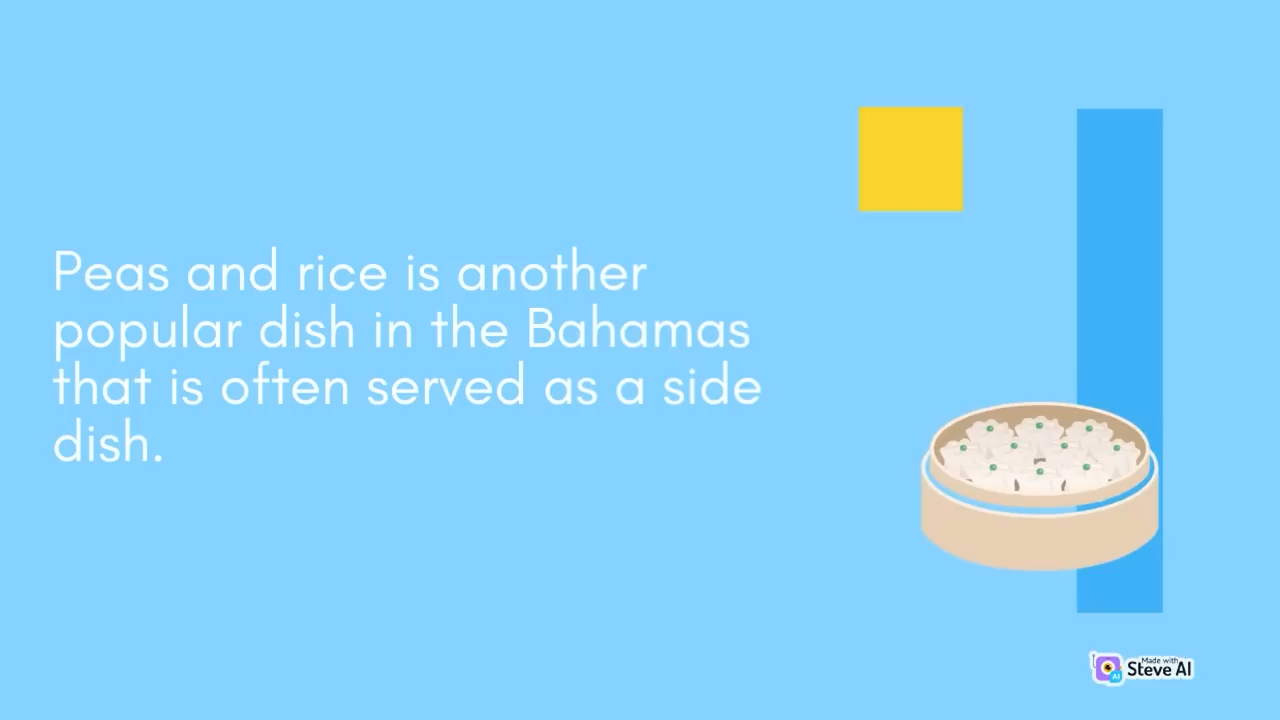 Peas and rice is another
popular dish in the Bahamas
that is often served as a side
dish.
Made with
Steve AI
AI